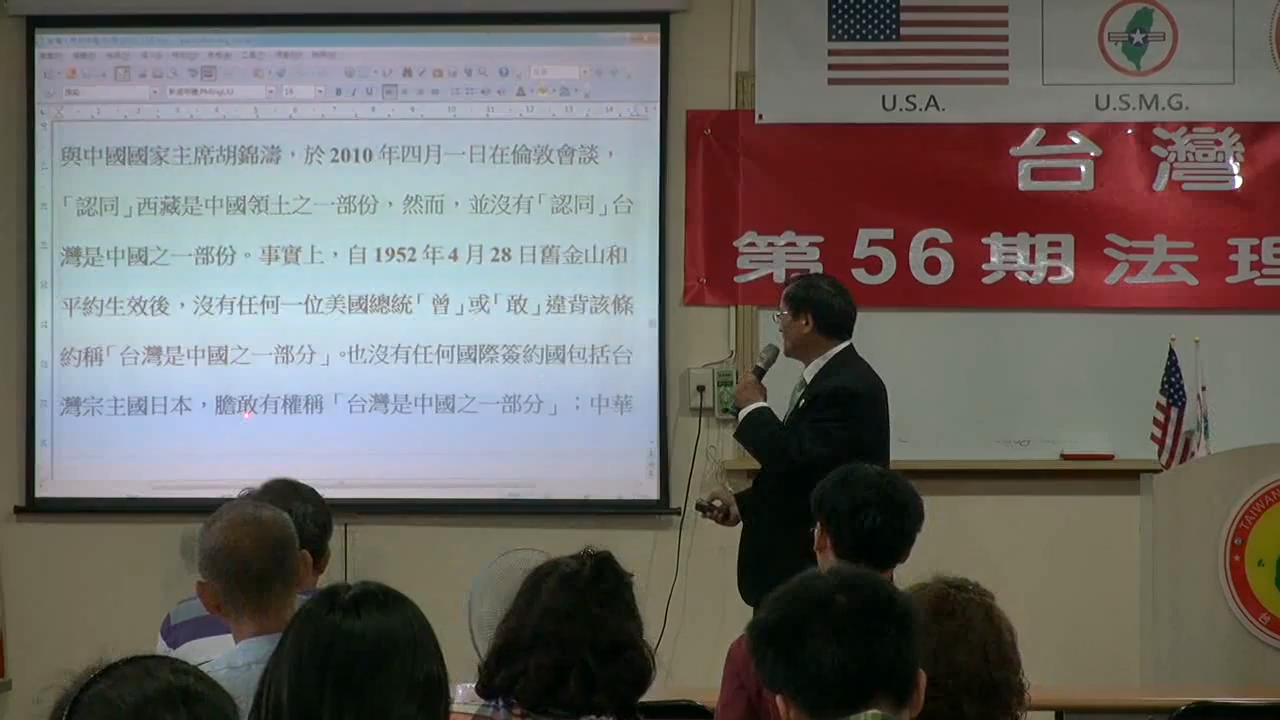 與中國國家主席胡錦濤，於 2010 年四月一日在倫敦會談，
「認同」西藏是中國領土之一部份，然而，並沒有「認同」台
灣是中國之一部份。事實上，自 1952 年 4 月 28 日舊金山和
平約生效後，沒有任何一位美國總統「曾」或「敢」違背該條
約稱「台灣是中國之一部分」。也沒有任何國際簽約國包括台
灣宗主國日本，膽敢有權稱「台灣是中國之一部分」；中華
U.S.A.
U.S.M.G.
台灣
第56期法理
TAIWAN